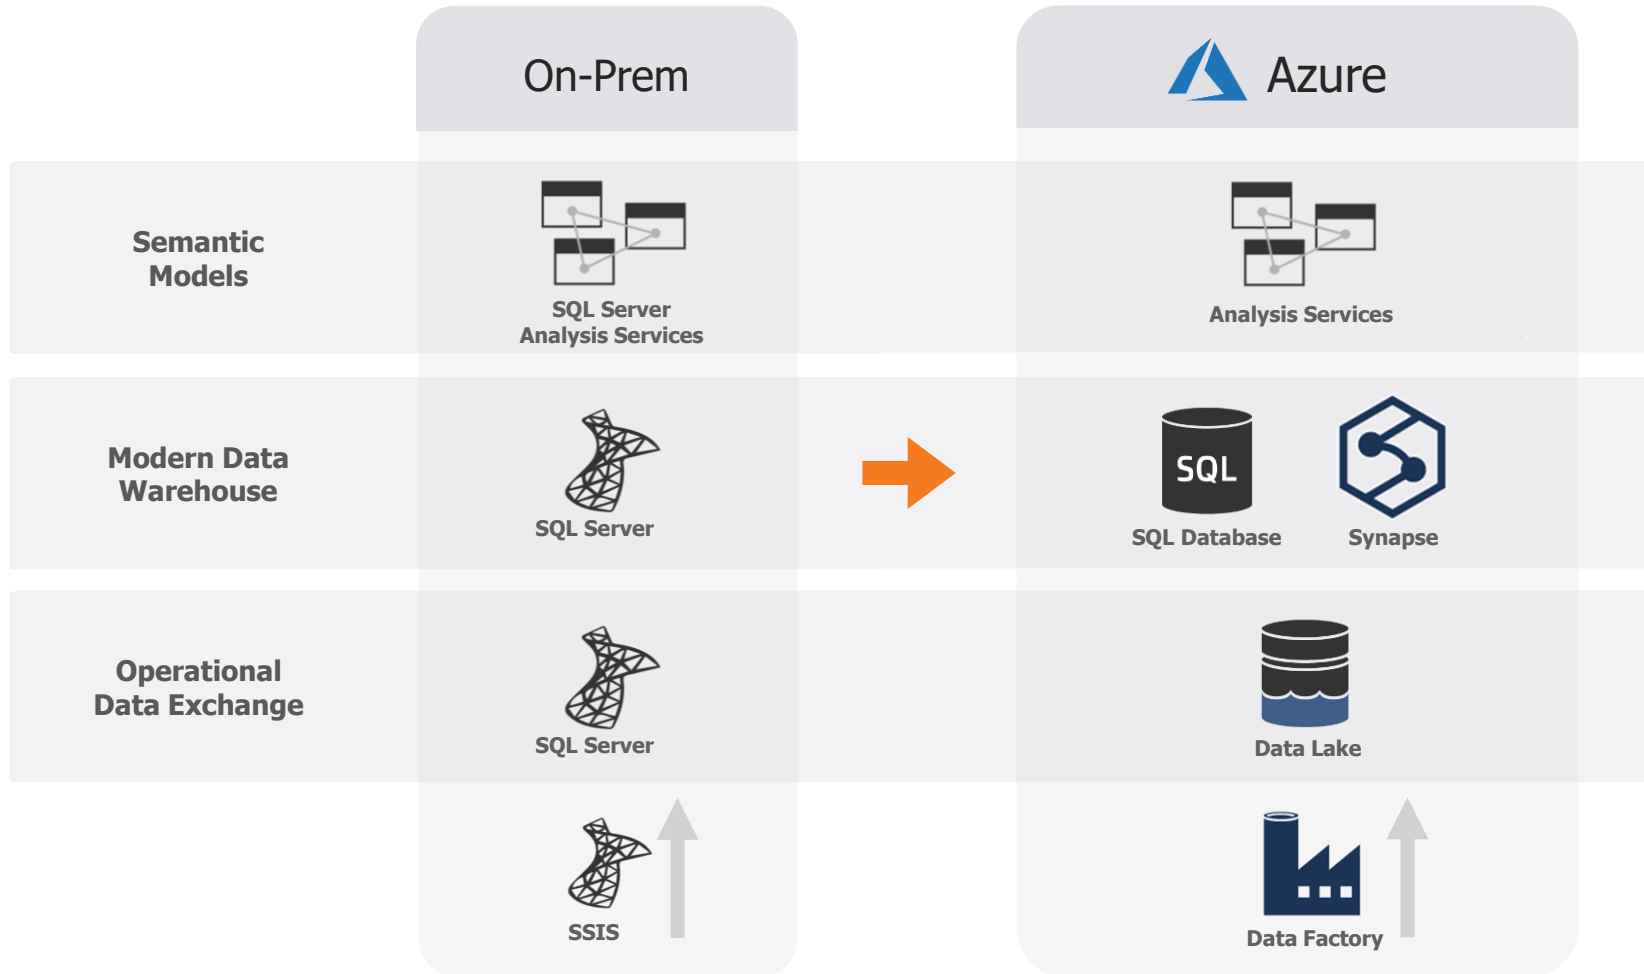 On-Prem
Azure
Semantic
Models
SQL Server
Analysis Services
Analysis Services
Modern Data
Warehouse
SQL Server
SQL
SQL Database
Synapse
Operational
Data Exchange
SQL Server
Data Lake
SSIS
Data Factory